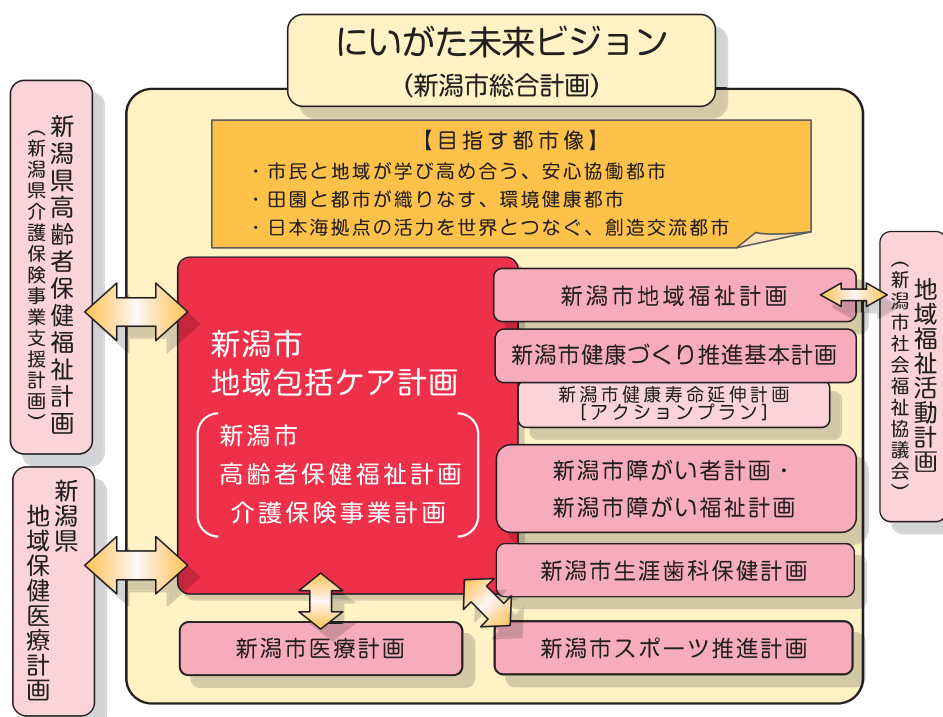 にいがた未来ビジョン
(新潟市総合計画)
【目指す都市像】
・市民と地域が学び高め合う、安心協働都市
・田園と都市が織りなす、環境健康都市
・日本海拠点の活力を世界とつなぐ、創造交流都市
新潟県高齢者保健福祉計画
(新潟県介護保険事業支援計画)
新潟県
地域保健医療計画
新潟市
地域包括ケア計画
新潟市
高齢者保健福祉計画
介護保険事業計画
新潟市地域福祉計画
新潟市健康づくり推進基本計画
新潟市健康寿命延伸計画
[アクションプラン]
新潟市障がい者計画・
新潟市障がい福祉計画
新潟市生涯歯科保健計画
新潟市医療計画
新潟市スポーツ推進計画
地域福祉活動計画
(新潟市社会福祉協議会)